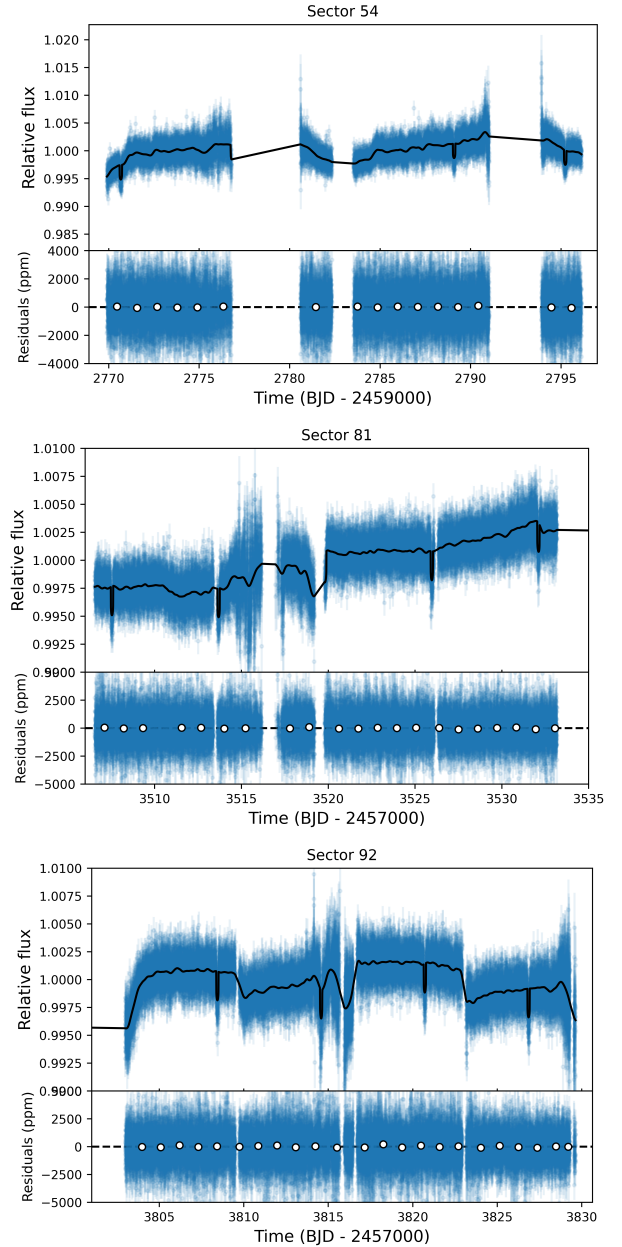 Sector 54
1.020
1.015
1.010
1.005
1.000
0.995
0.990
0.985
Relative flux
4000
2000
0
−2000
−4000
Residuals (ppm)
2770 2775 2780 2785 2790 2795
Time (BJD - 2459000)
Sector 81
1.0100
1.0075
1.0050
1.0025
1.0000
0.9975
0.9950
0.9925
Relative flux
2500
0
−2500
−5000
Residuals (ppm)
3510 3515 3520 3525 3530 3535
Time (BJD - 2457000)
Sector 92
1.0100
1.0075
1.0050
1.0025
1.0000
0.9975
0.9950
0.9925
Relative flux
2500
0
−2500
−5000
Residuals (ppm)
3805 3810 3815 3820 3825 3830
Time (BJD - 2457000)